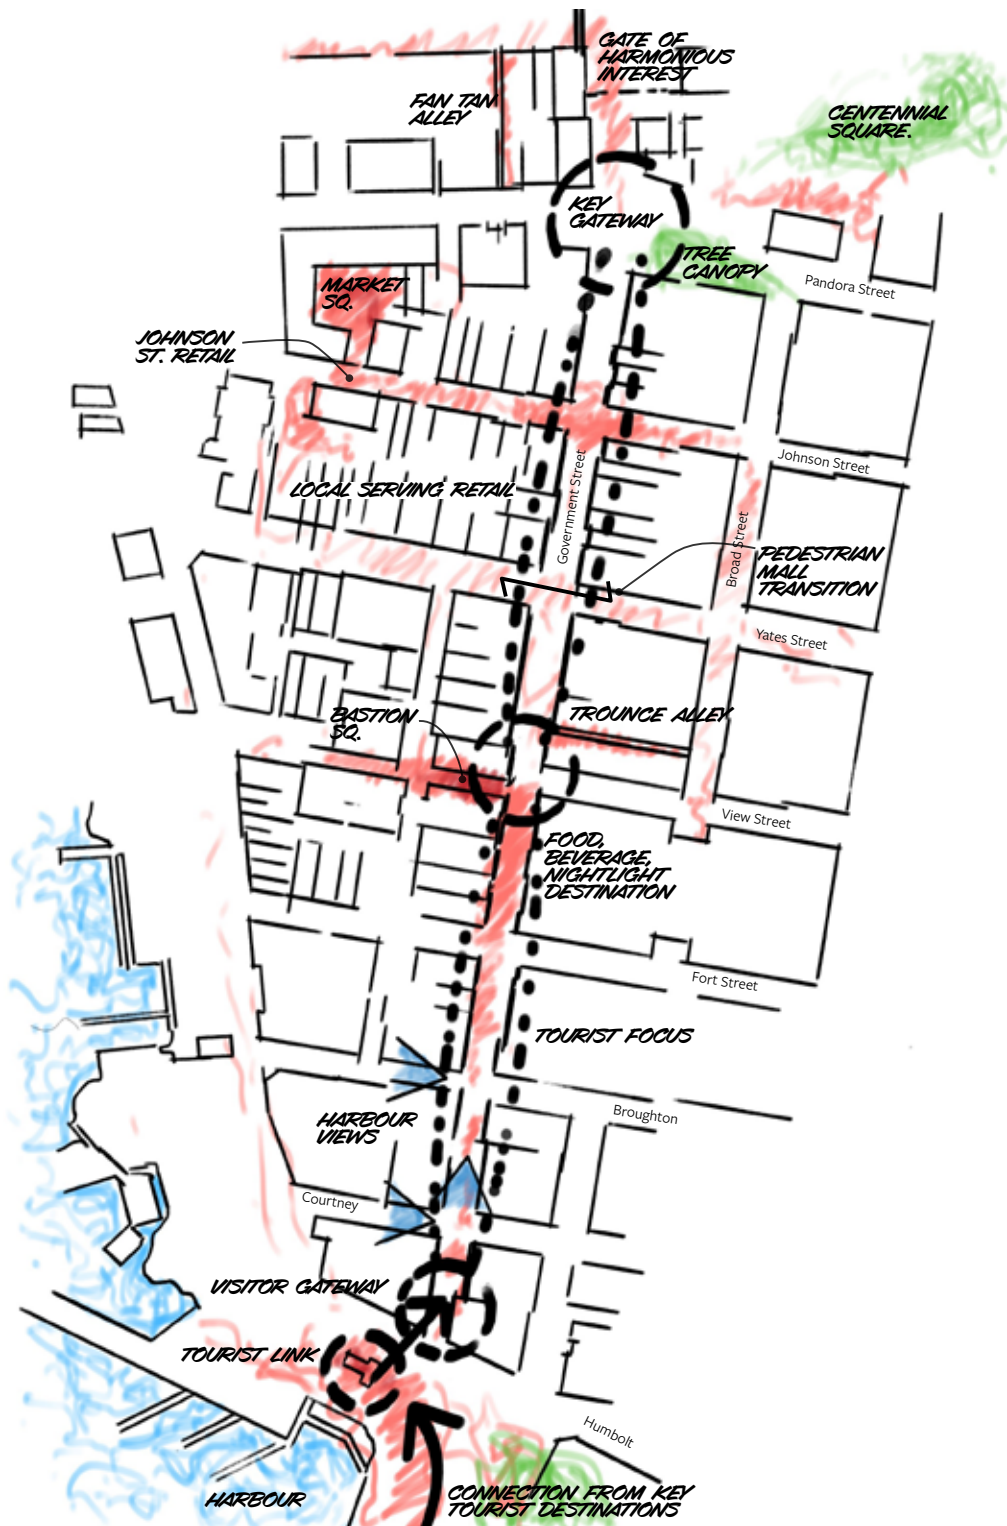 GATE OF
HARMONIOUS
INTEREST
FAN TAN
ALLEY
CENTENNIAL
SQUARE.
KEY
GATEWAY
TREE
CANOPY
Pandora Street
MARKET
SQ.
JOHNSON
ST. RETAIL
Johnson Street
LOCAL SERVING RETAIL
Government Street
Broad Street
PEDESTRIAN
MALL
TRANSITION
Yates Street
BASTION
SQ.
TROUNCE ALLEY
View Street
FOOD,
BEVERAGE,
NIGHTLIGHT
DESTINATION
Fort Street
TOURIST FOCUS
HARBOUR
VIEWS
Broughton
Courtney
VISITOR GATEWAY
TOURIST LINK
Humbolt
HARBOUR
CONNECTION FROM KEY
TOURIST DESTINATIONS